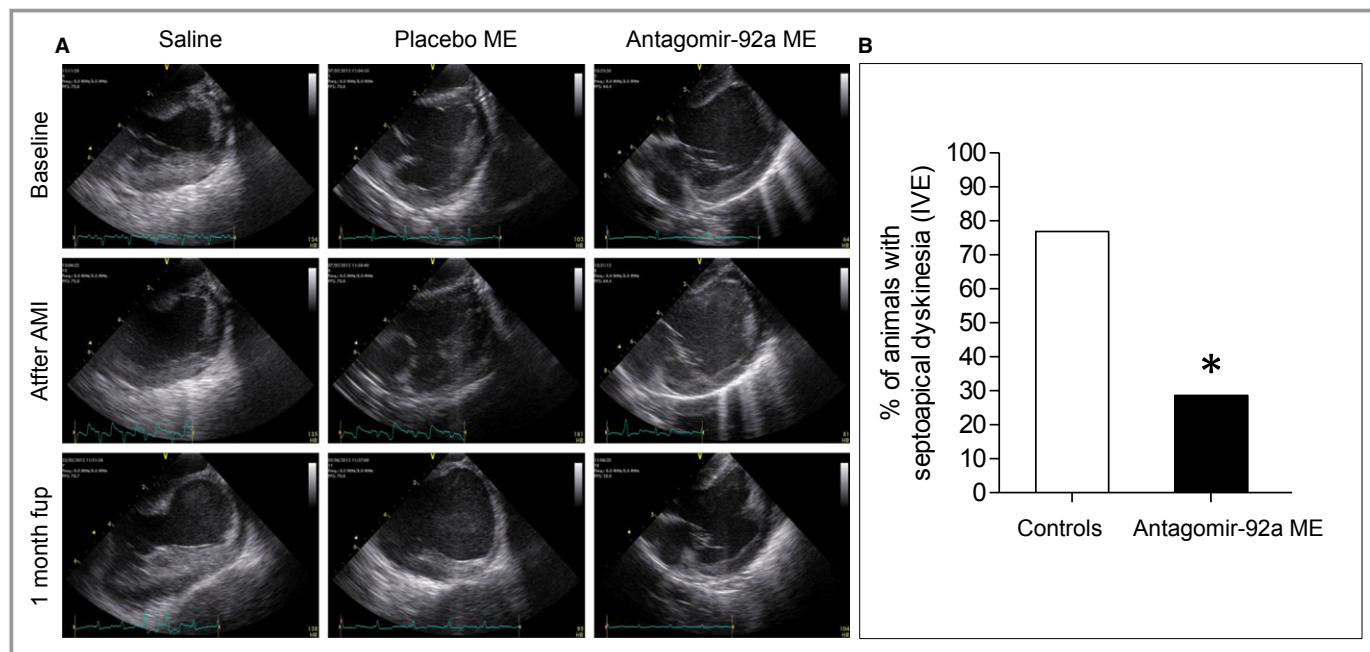 A
Saline
Placebo ME
Antagomir-92a ME
B
Baseline
Atfter AMI
1 month fup
% of animals with
septoapical dyskinesia (IVE)
100
90
80
70
60
50
40
30
20
10
0
*
Controls
Antagomir-92a ME